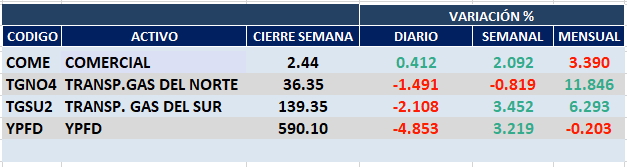 VARIACIÓN %
CODIGO ACTIVO CIERRE SEMANA DIARIO SEMANAL MENSUAL
COME COMERCIAL 2.44 0.412 2.092 3.390
TGNO4 TRANSP.GAS DEL NORTE 36.35 -1.491 -0.819 11.846
TGSU2 TRANSP. GAS DEL SUR 139.35 -2.108 3.452 6.293
YPFD YPFD 590.10 -4.853 3.219 -0.203